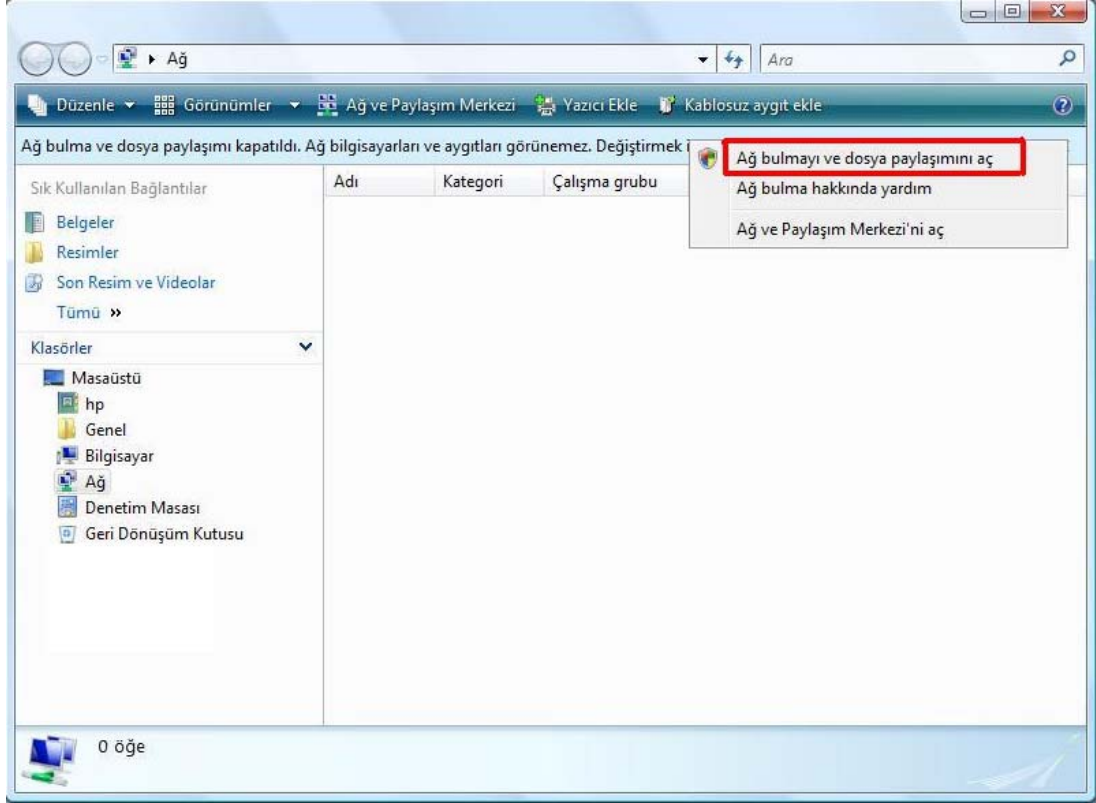 Ağ
Ara
Düzenle Görünümler Ağ ve Paylaşım Merkezi Yazıcı Ekle Kablosuz aygıt ekle
Ağ bulma ve dosya paylaşımı kapatıldı. Ağ bilgisayarları ve aygıtları görünemez. Değiştirmek
Ağ bulmayı ve dosya paylaşımını aç
Ağ bulma hakkında yardım
Ağ ve Paylaşım Merkezi'ni aç
Sık Kullanılan Bağlantılar
Belgeler
Resimler
Son Resim ve Videolar
Tümü »
Klasörler
Masaüstü
hp
Genel
Bilgisayar
Ağ
Denetim Masası
Geri Dönüşüm Kutusu
Adı Kategori Çalışma grubu
0 öğe